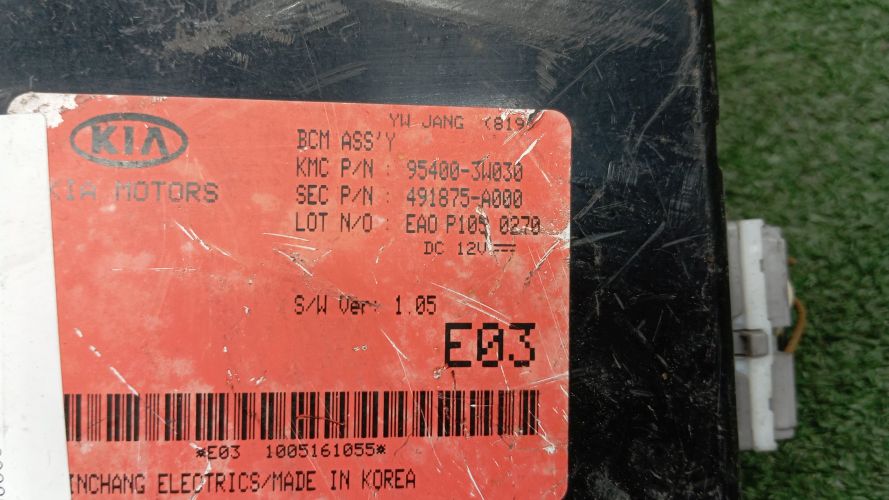 YW JANG (819)
BCM ASS'Y
KIA
KMC P/N : 95400-3W030
KIA MOTORS
SEC P/N : 491875-A000
LOT N/O : EAO P105 0270
DC 12V
S/W Ver: 1.05
E03
*E03 1005161055*
INCHANG ELECTRICS/MADE IN KOREA